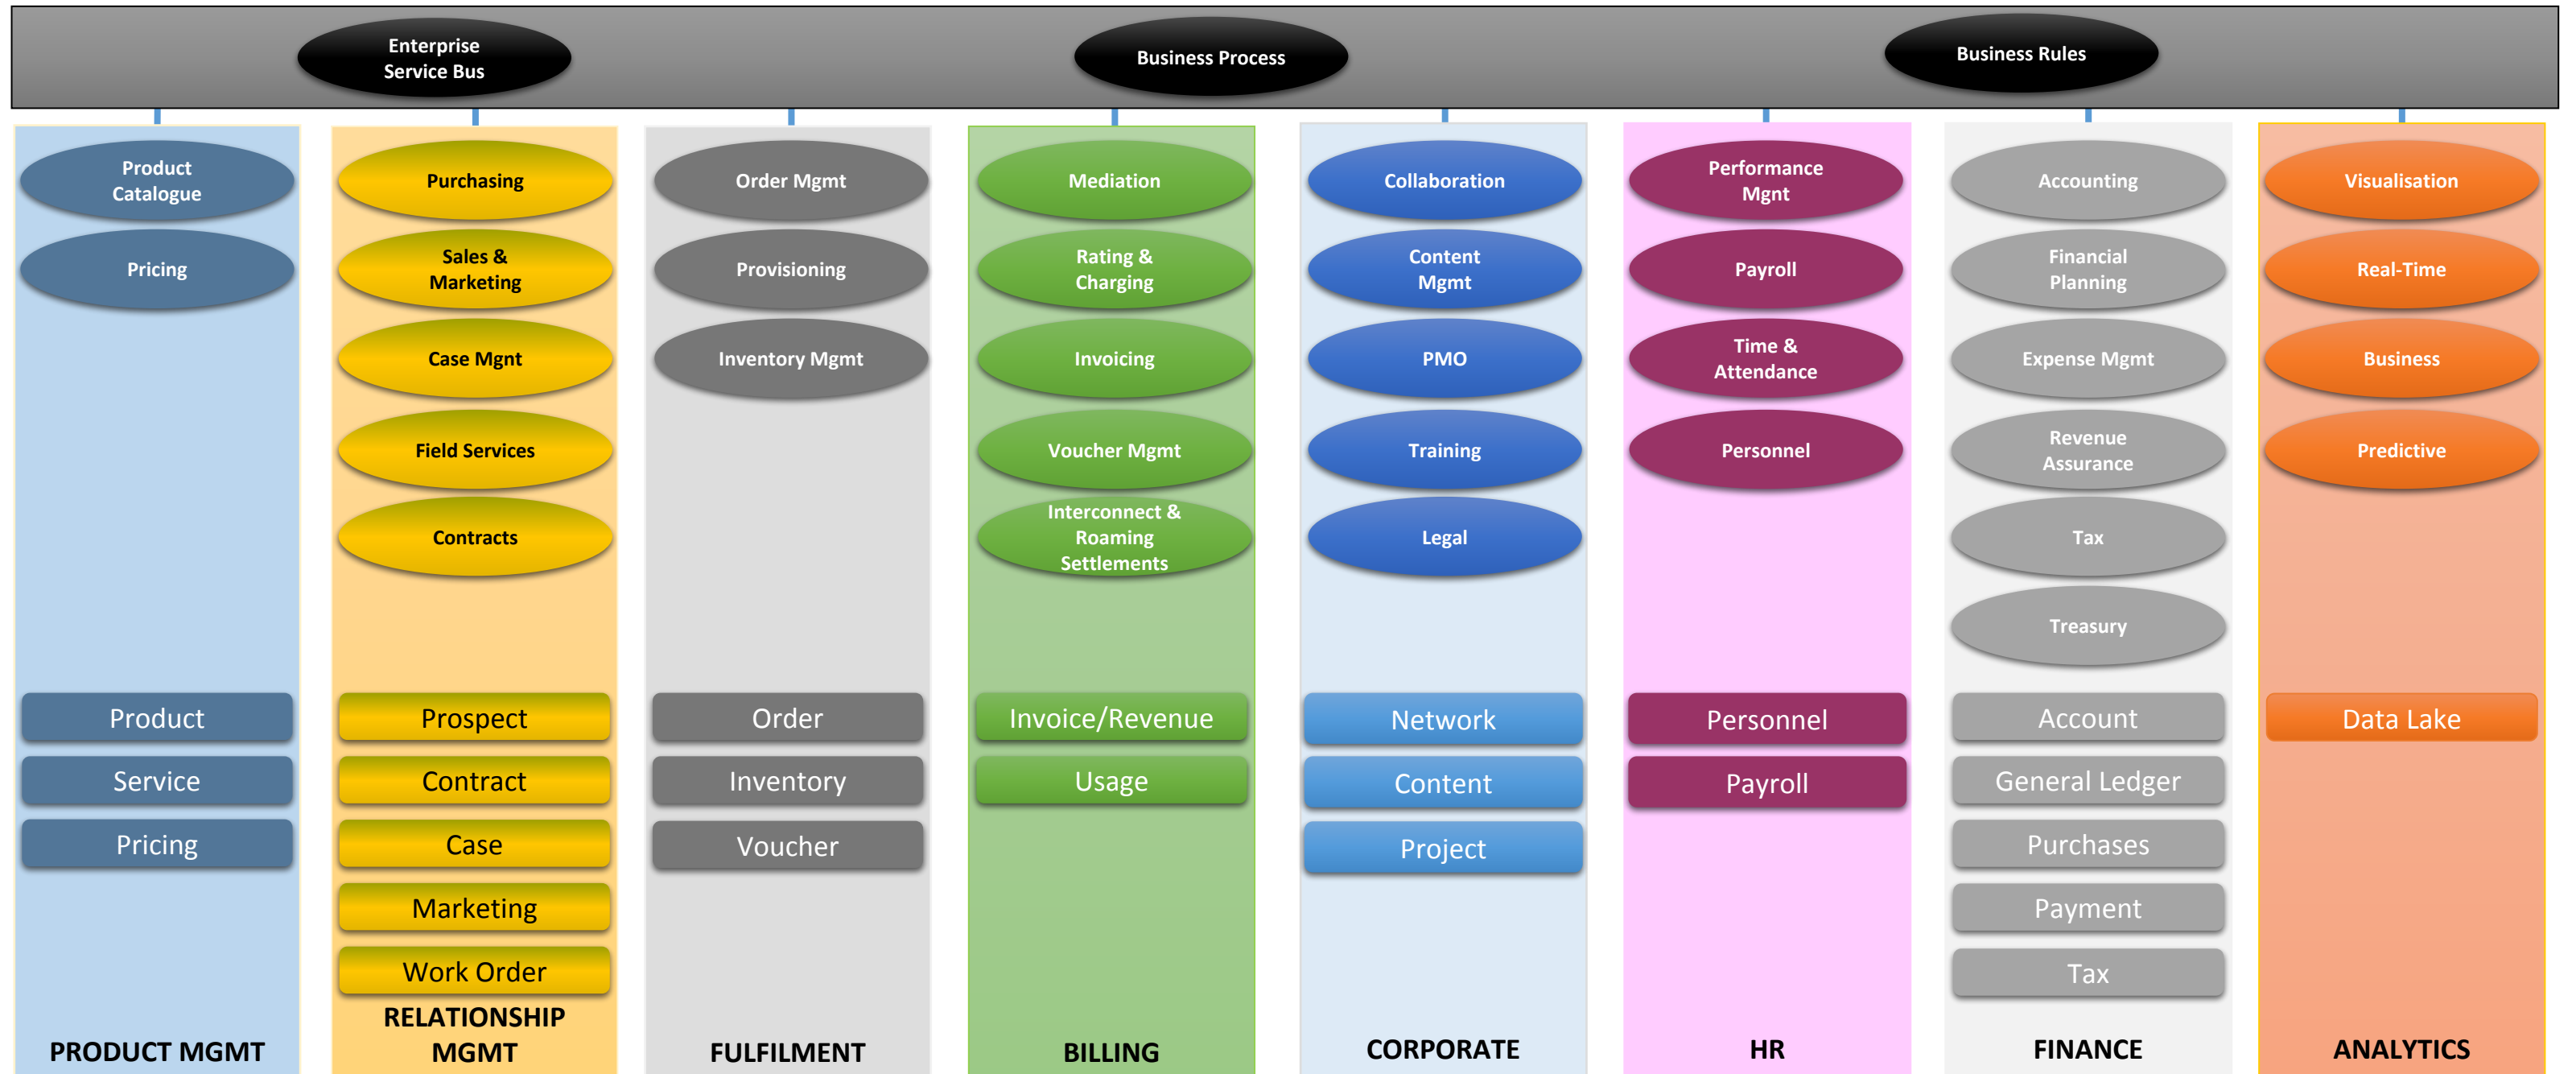 Enterprise
Service Bus
Business Process
Business Rules
Product
Catalogue
Pricing
Product
Service
Pricing
PRODUCT MGMT
Purchasing
Sales &
Marketing
Case Mgnt
Field Services
Contracts
Prospect
Contract
Case
Marketing
Work Order
RELATIONSHIP
MGMT
Order Mgmt
Provisioning
Inventory Mgmt
Order
Inventory
Voucher
FULFILMENT
Mediation
Rating &
Charging
Invoicing
Voucher Mgmt
Interconnect &
Roaming
Settlements
Invoice/Revenue
Usage
BILLING
Collaboration
Content
Mgmt
PMO
Training
Legal
Network
Content
Project
CORPORATE
Performance
Mgnt
Payroll
Time &
Attendance
Personnel
Personnel
Payroll
HR
Accounting
Financial
Planning
Expense Mgmt
Revenue
Assurance
Tax
Treasury
Account
General Ledger
Purchases
Payment
Tax
FINANCE
Visualisation
Real-Time
Business
Predictive
Data Lake
ANALYTICS